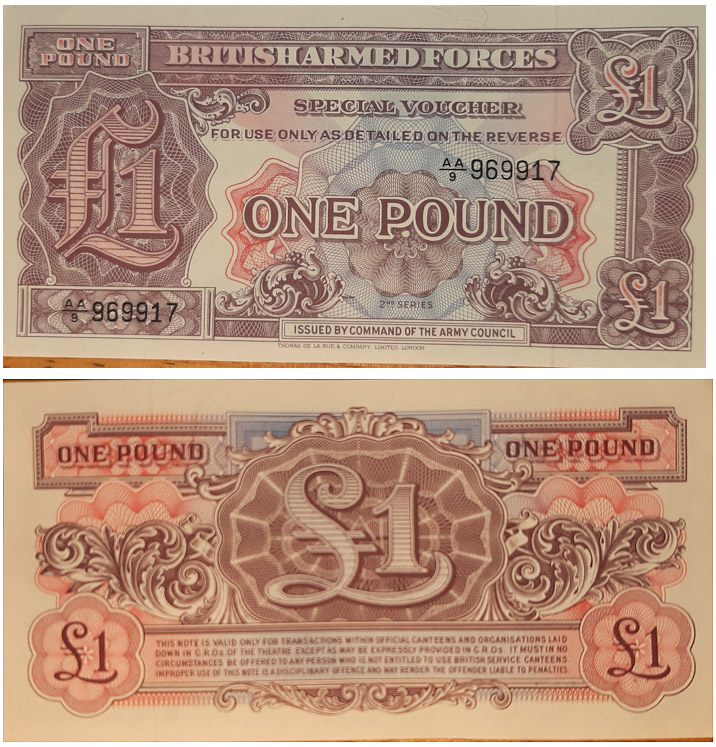 ONE
POUND
BRITISH ARMED FORCES
£1
SPECIAL VOUCHER
FOR USE ONLY AS DETAILED ON THE REVERSE
AA/9 969917
£1
ONE POUND
2ND SERIES
AA/9 969917
ISSUED BY COMMAND OF THE ARMY COUNCIL
£1
THOMAS DE LA RUE & COMPANY, LIMITED, LONDON
ONE POUND
ONE POUND
£1
£1
THIS NOTE IS VALID ONLY FOR TRANSACTIONS WITHIN OFFICIAL CANTEENS AND ORGANISATIONS LAID
DOWN IN G.R.Os. OF THE THEATRE EXCEPT AS MAY BE EXPRESSLY PROVIDED IN G.R.Os. IT MUST IN NO
CIRCUMSTANCES BE OFFERED TO ANY PERSON WHO IS NOT ENTITLED TO USE BRITISH SERVICE CANTEENS.
IMPROPER USE OF THIS NOTE IS A DISCIPLINARY OFFENCE AND MAY RENDER THE OFFENDER LIABLE TO PENALTIES.
£1